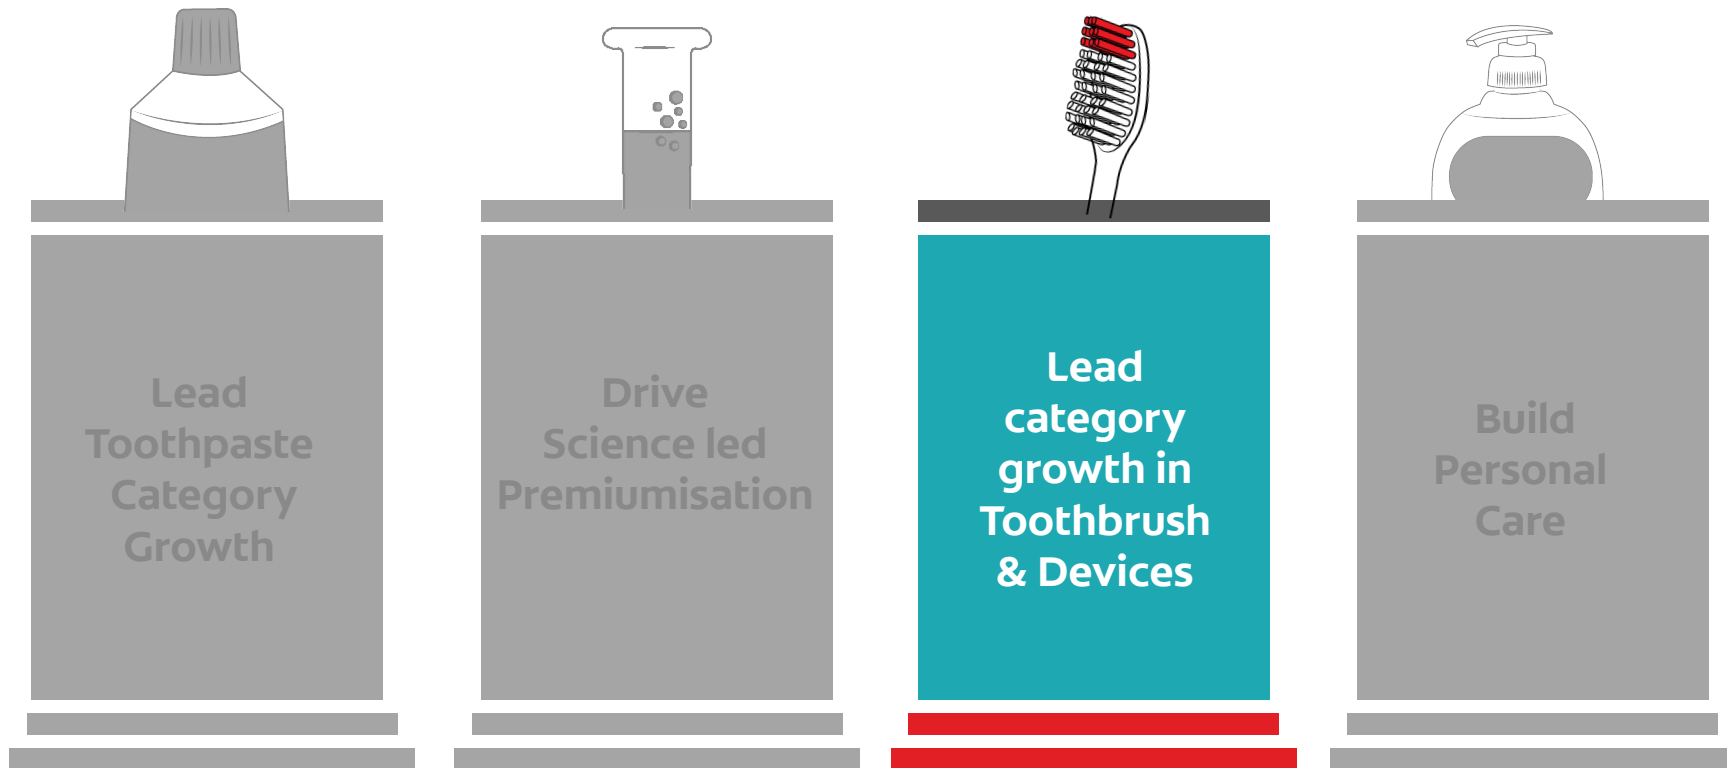 Lead
Toothpaste
Category
Growth
Drive
Science led
Premiumisation
Lead
category
growth in
Toothbrush
& Devices
Build
Personal
Care